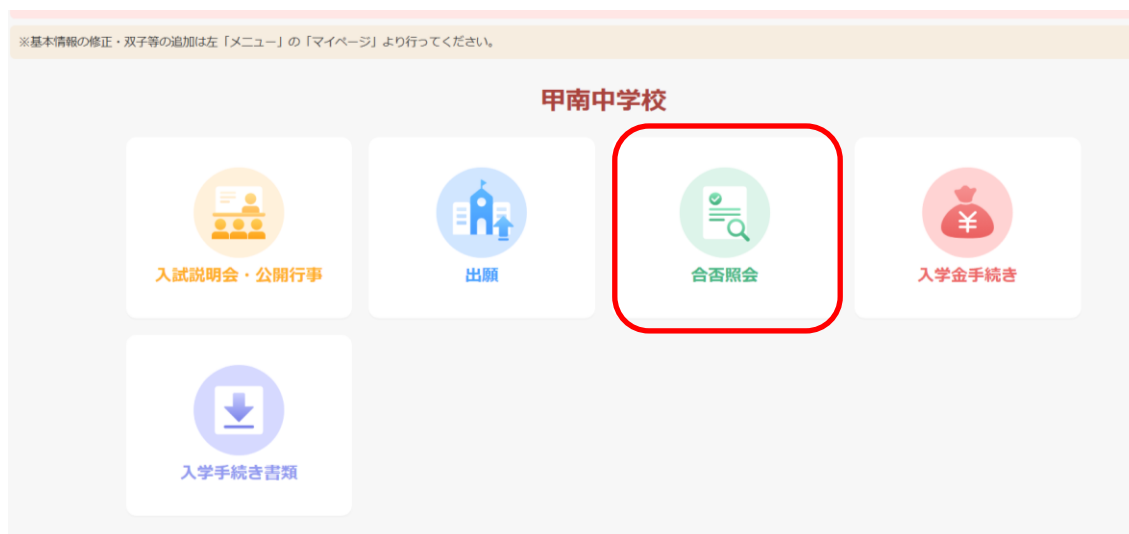 ※基本情報の修正・双子等の追加は左「メニュー」の「マイページ」より行ってください。
甲南中学校
入試説明会・公開行事
出願
合否照会
¥
入学金手続き
入学手続き書類